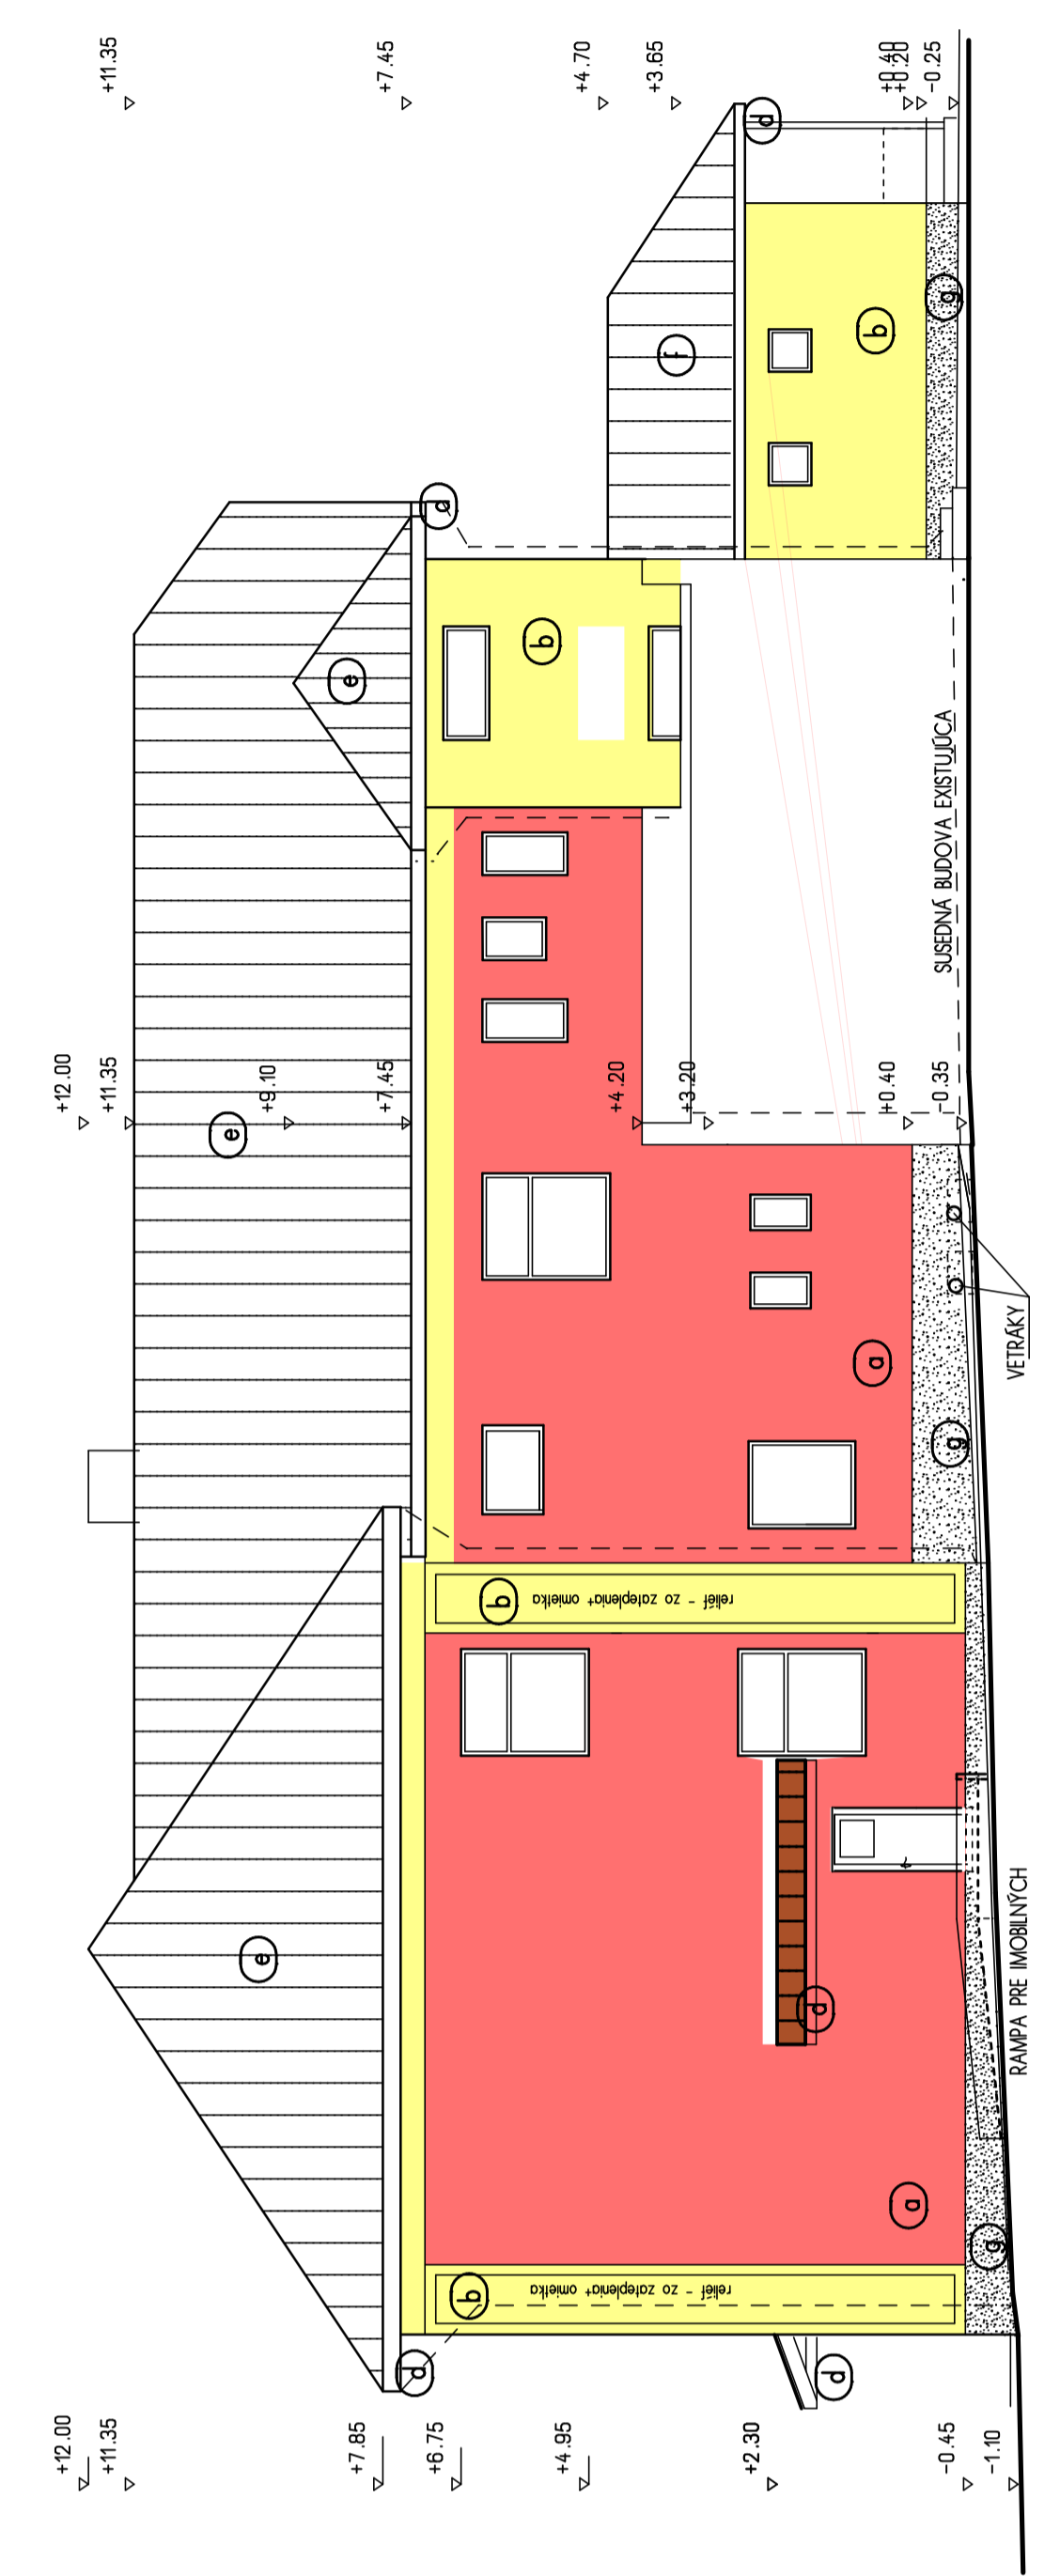 +12.00
+11.35
+7.85
+6.75
+4.95
+2.30
-0.45
-1.10
+12.00
+11.35
+9.10
+7.45
+4.20
+3.20
+0.40
-0.35
+11.35
+7.45
+4.70
+3.65
+0.40
+0.20
-0.25
e
e
e
f
d
b
reliéf - zo zateplenia+ omietka
b
reliéf - zo zateplenia+ omietka
b
d
b
d
d
d
a
a
g
g
g
SUSEDNÁ BUDOVA EXISTUJÚCA
VETRÁKY
RAMPA PRE IMOBILNÝCH